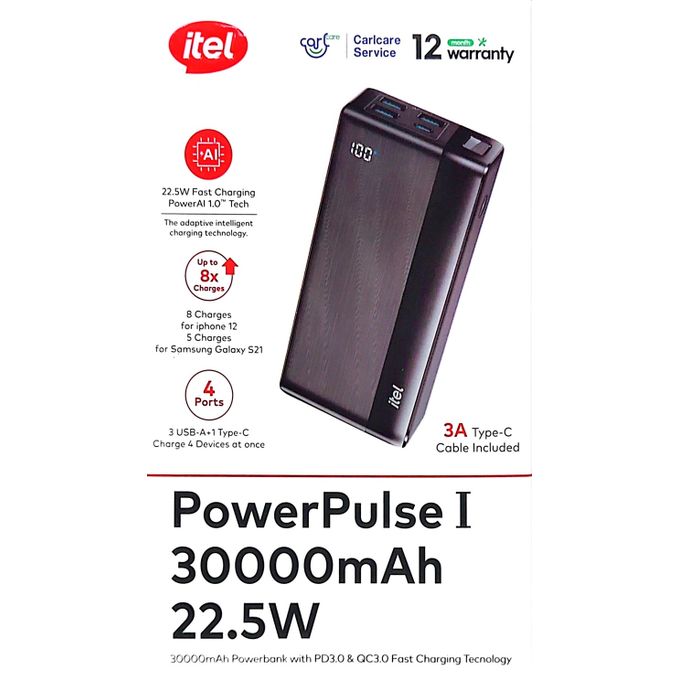 itel
carlcare
Carlcare
Service
12 month warranty
100
AI
22.5W Fast Charging
PowerAI 1.0™ Tech
The adaptive intelligent
charging technology.
Up to
8x
Charges
8 Charges
for iphone 12
5 Charges
for Samsung Galaxy S21
4
Ports
3 USB-A+1 Type-C
Charge 4 Devices at once
itel
3A Type-C
Cable Included
PowerPulse I
30000mAh
22.5W
30000mAh Powerbank with PD3.0 & QC3.0 Fast Charging Tecnology